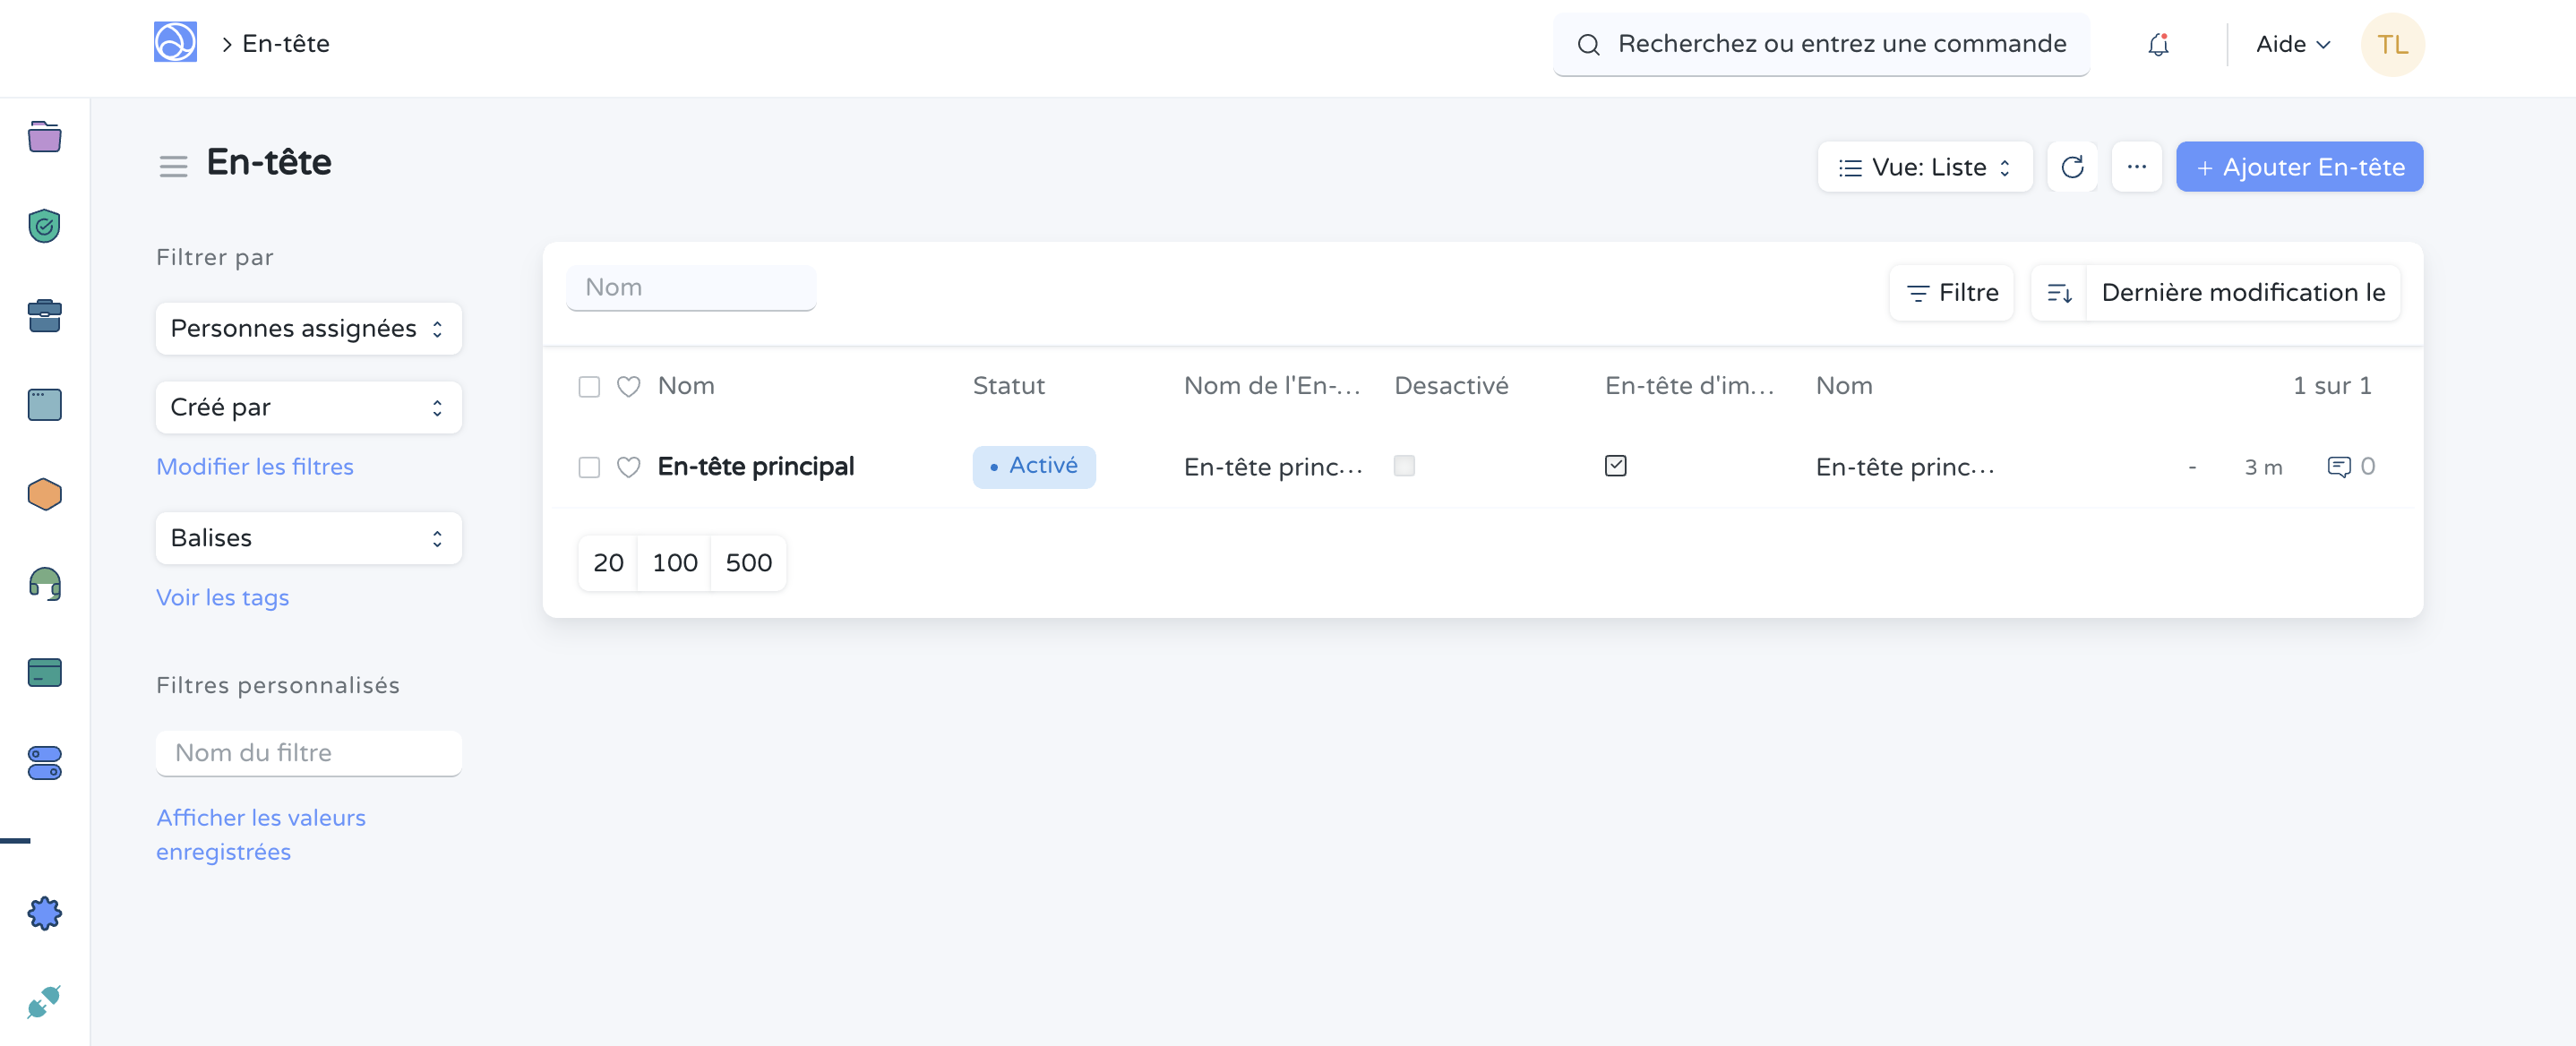 > En-tête
Recherchez ou entrez une commande
Aide
TL
En-tête
Vue: Liste
+ Ajouter En-tête
Filtrer par
Personnes assignées
Créé par
Modifier les filtres
Balises
Voir les tags
Filtres personnalisés
Nom du filtre
Afficher les valeurs
enregistrées
Nom
Filtre
Dernière modification le
Nom Statut Nom de l'En-... Desactivé En-tête d'im... Nom 1 sur 1
En-tête principal • Activé En-tête princ... En-tête princ... - 3 m 0
20 100 500